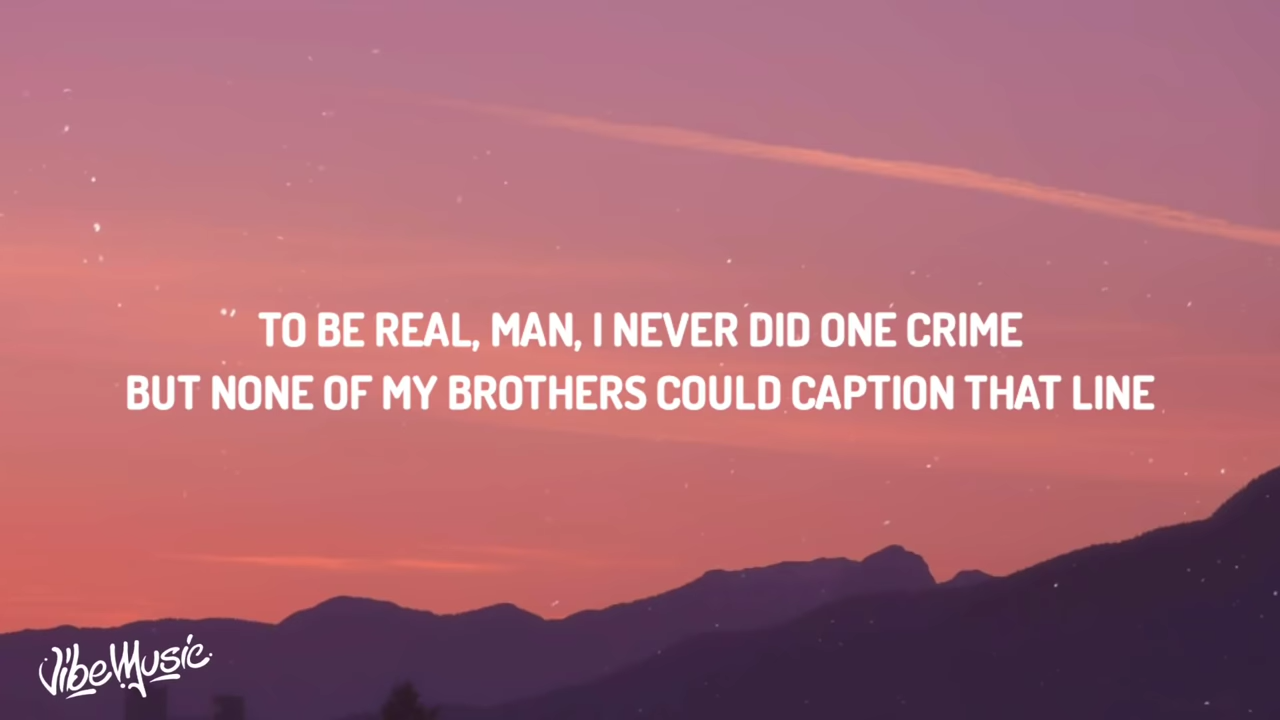 TO BE REAL, MAN, I NEVER DID ONE CRIME
BUT NONE OF MY BROTHERS COULD CAPTION THAT LINE
VibeMusic